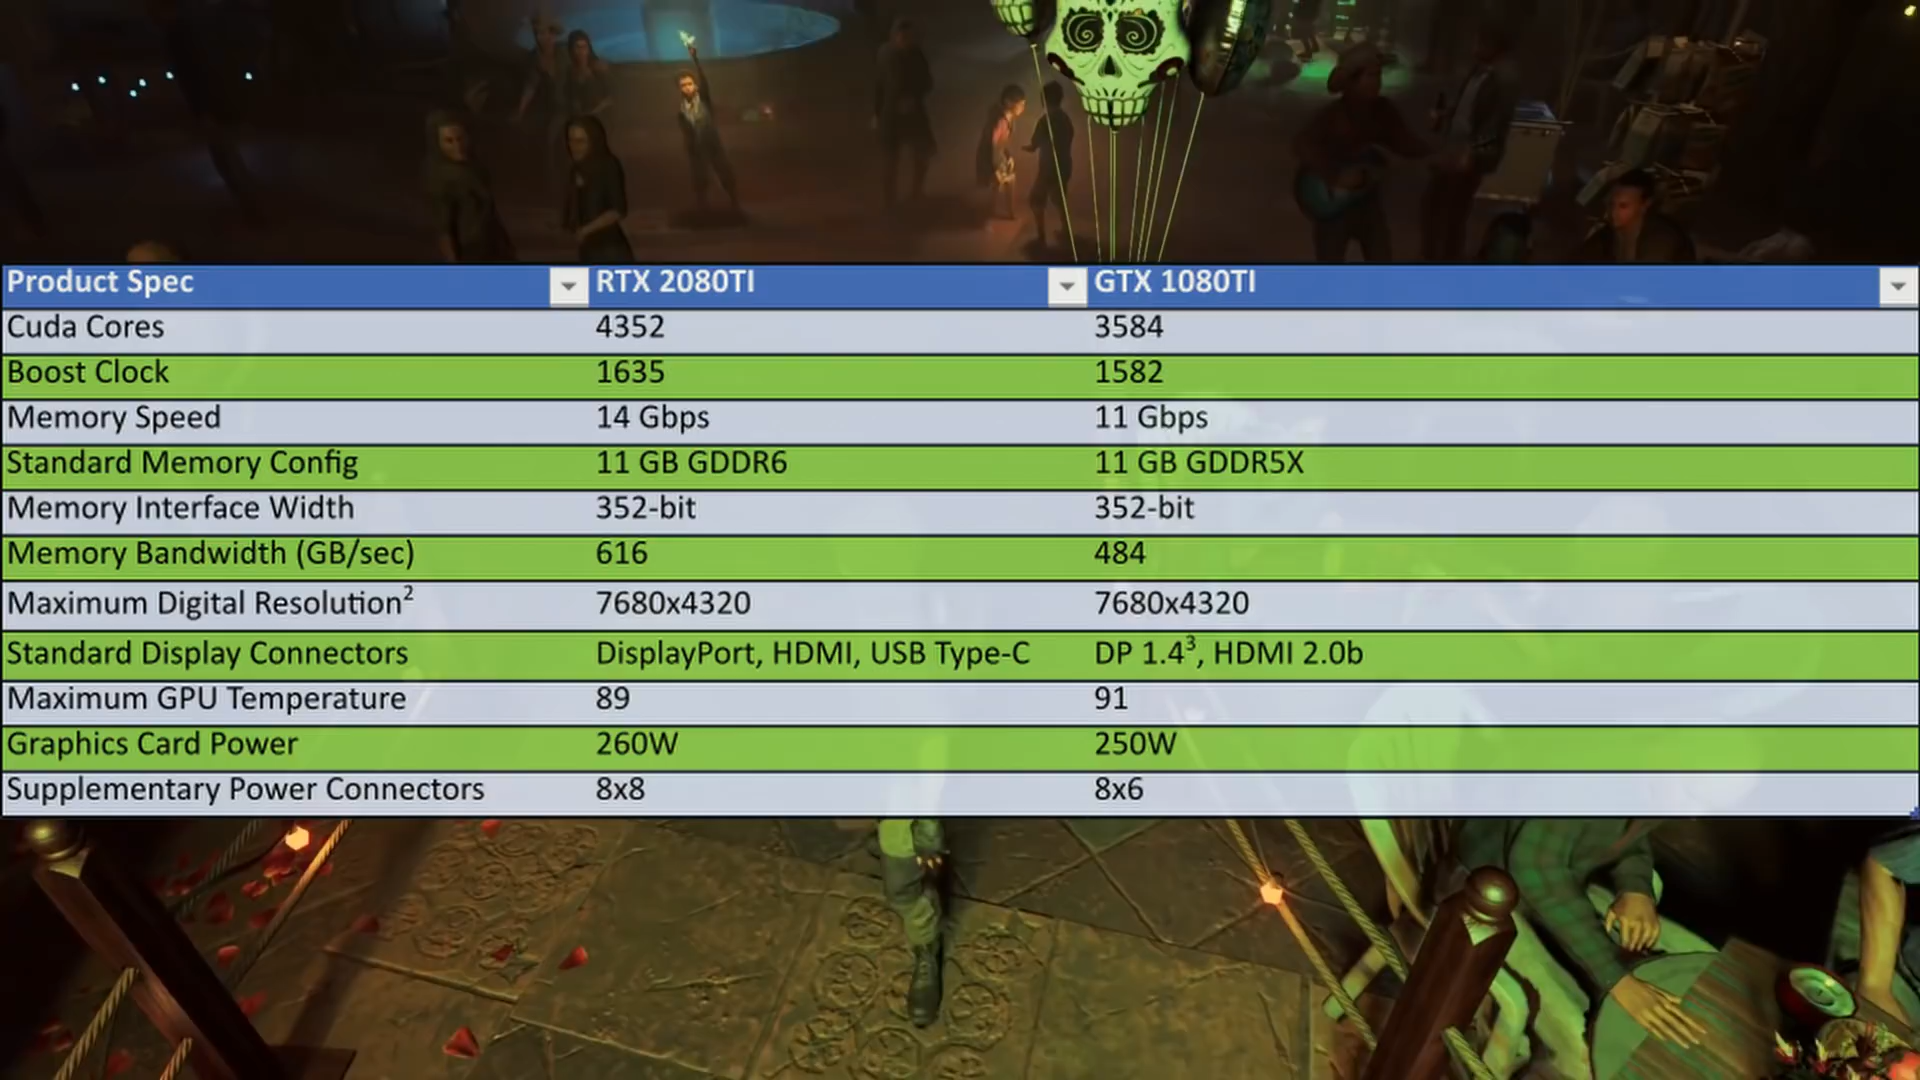 Product Spec RTX 2080TI GTX 1080TI
Cuda Cores 4352 3584
Boost Clock 1635 1582
Memory Speed 14 Gbps 11 Gbps
Standard Memory Config 11 GB GDDR6 11 GB GDDR5X
Memory Interface Width 352-bit 352-bit
Memory Bandwidth (GB/sec) 616 484
Maximum Digital Resolution² 7680x4320 7680x4320
Standard Display Connectors DisplayPort, HDMI, USB Type-C DP 1.4³, HDMI 2.0b
Maximum GPU Temperature 89 91
Graphics Card Power 260W 250W
Supplementary Power Connectors 8x8 8x6